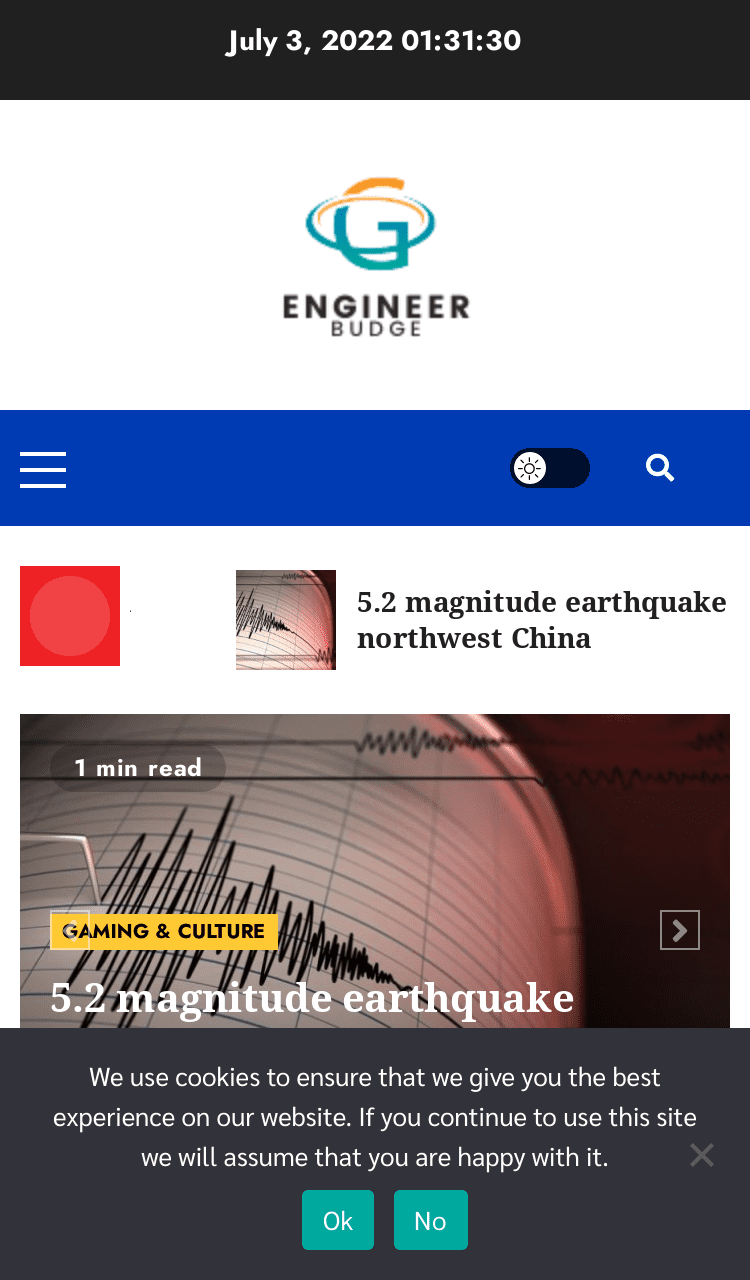 July 3, 2022 01:31:30
ENGINEER
BUDGE
5.2 magnitude earthquake
northwest China
1 min read
GAMING & CULTURE
5.2 magnitude earthquake
We use cookies to ensure that we give you the best
experience on our website. If you continue to use this site
we will assume that you are happy with it.
Ok
No